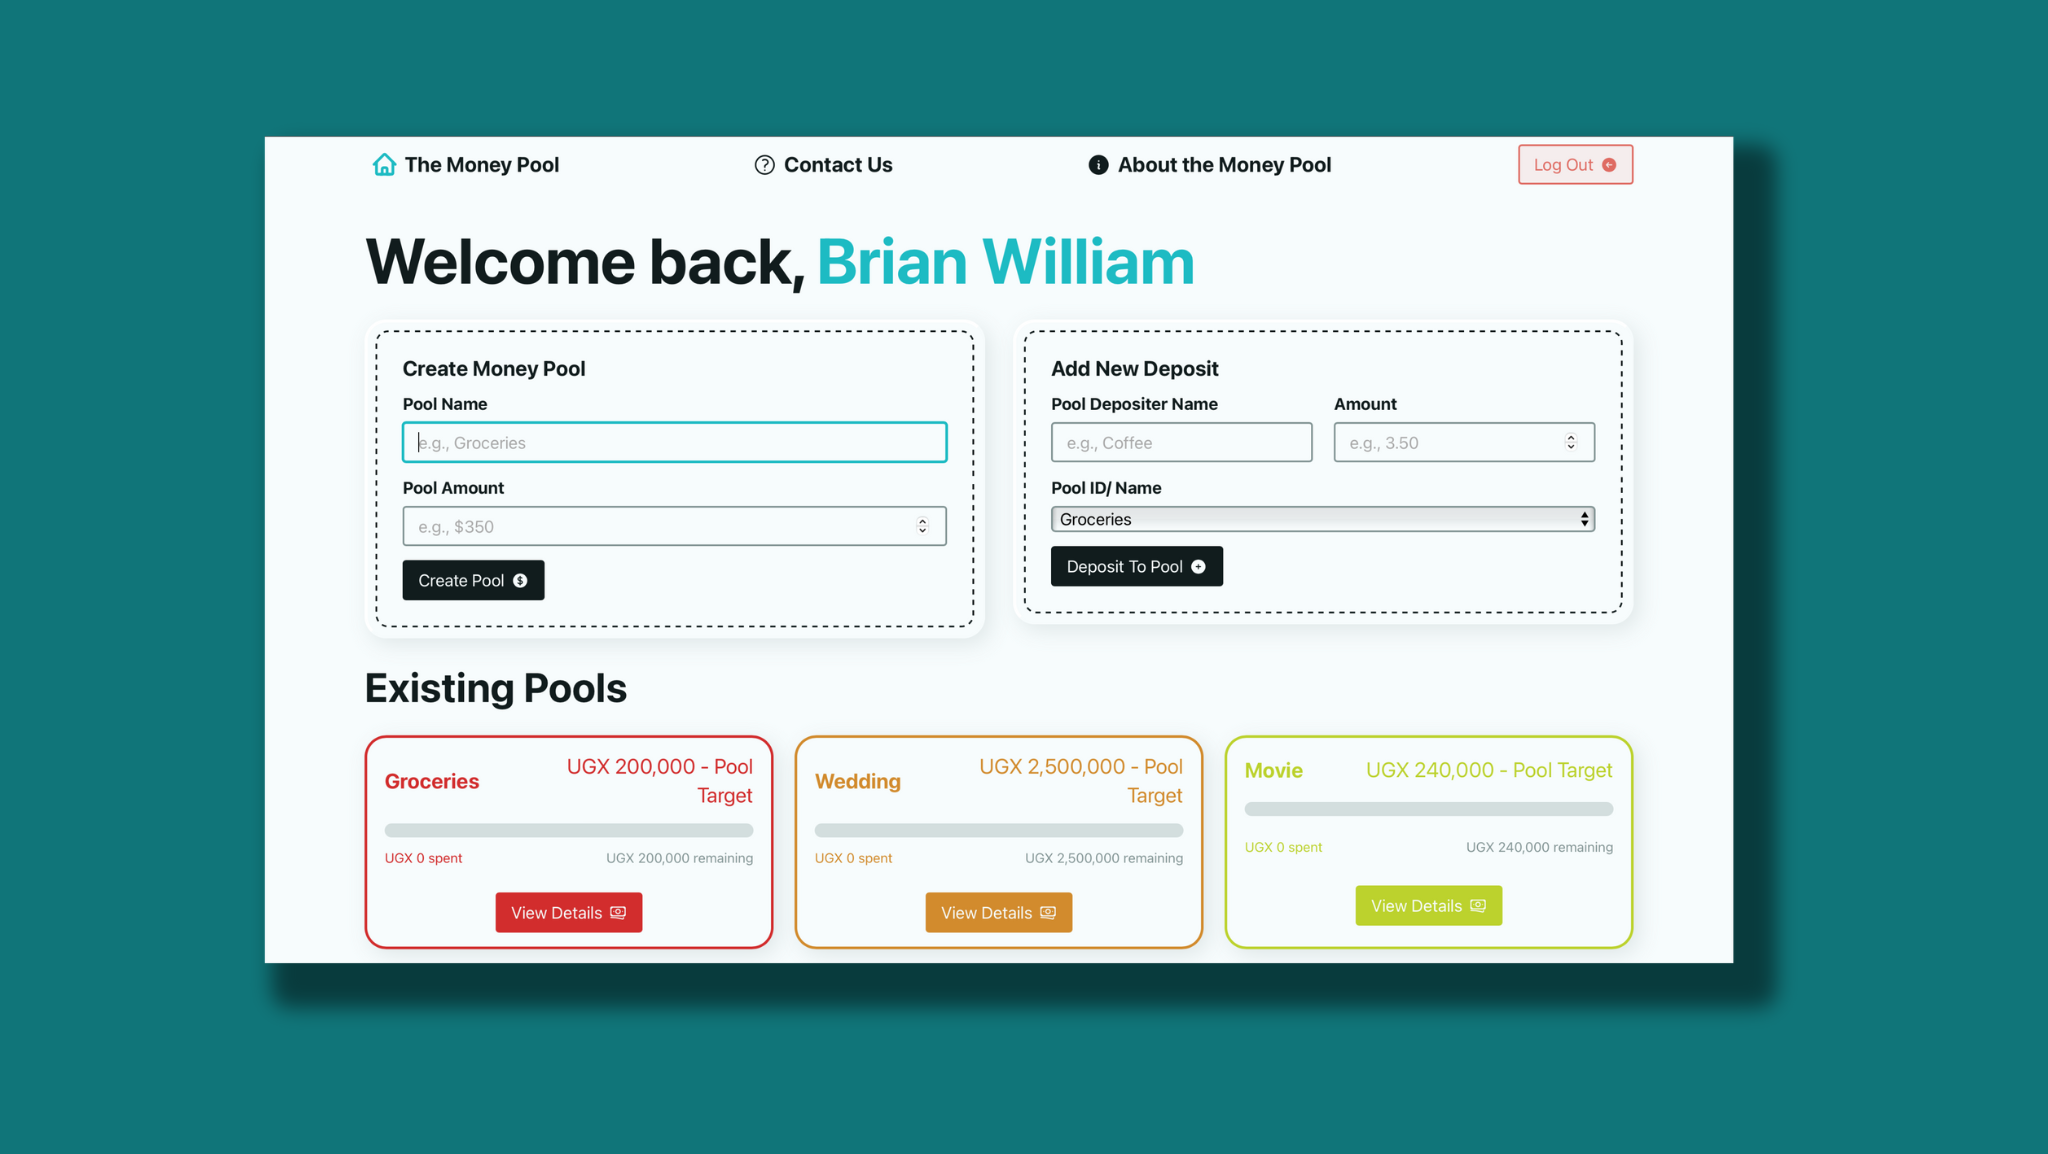 The Money Pool
Contact Us
About the Money Pool
Log Out
Welcome back, Brian William
Create Money Pool
Pool Name
e.g., Groceries
Pool Amount
e.g., $350
Create Pool
Add New Deposit
Pool Depositer Name
Amount
e.g., Coffee
e.g., 3.50
Pool ID/ Name
Groceries
Deposit To Pool
Existing Pools
Groceries
UGX 200,000 - Pool
Target
UGX 0 spent
UGX 200,000 remaining
View Details
Wedding
UGX 2,500,000 - Pool
Target
UGX 0 spent
UGX 2,500,000 remaining
View Details
Movie
UGX 240,000 - Pool Target
UGX 0 spent
UGX 240,000 remaining
View Details